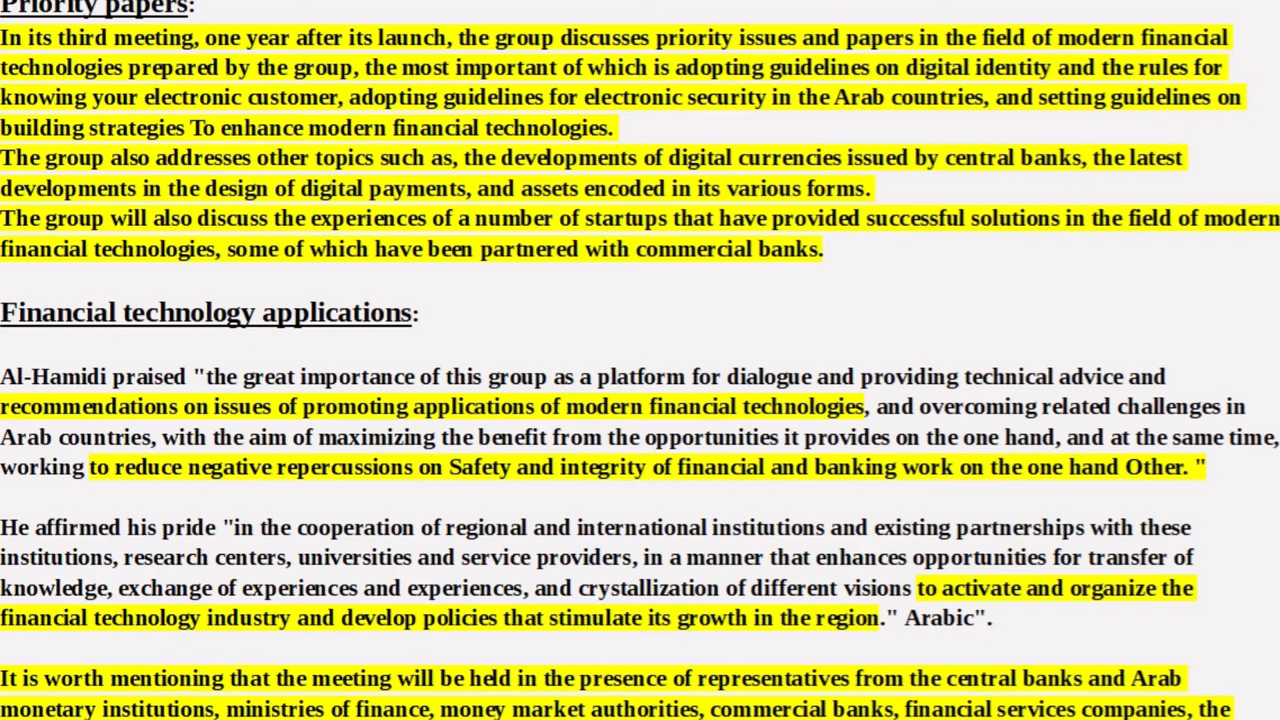 Priority papers:
In its third meeting, one year after its launch, the group discusses priority issues and papers in the field of modern financial
technologies prepared by the group, the most important of which is adopting guidelines on digital identity and the rules for
knowing your electronic customer, adopting guidelines for electronic security in the Arab countries, and setting guidelines on
building strategies To enhance modern financial technologies.
The group also addresses other topics such as, the developments of digital currencies issued by central banks, the latest
developments in the design of digital payments, and assets encoded in its various forms.
The group will also discuss the experiences of a number of startups that have provided successful solutions in the field of modern
financial technologies, some of which have been partnered with commercial banks.
Financial technology applications:
Al-Hamidi praised "the great importance of this group as a platform for dialogue and providing technical advice and
recommendations on issues of promoting applications of modern financial technologies, and overcoming related challenges in
Arab countries, with the aim of maximizing the benefit from the opportunities it provides on the one hand, and at the same time,
working to reduce negative repercussions on Safety and integrity of financial and banking work on the one hand Other. "
He affirmed his pride "in the cooperation of regional and international institutions and existing partnerships with these
institutions, research centers, universities and service providers, in a manner that enhances opportunities for transfer of
knowledge, exchange of experiences and experiences, and crystallization of different visions to activate and organize the
financial technology industry and develop policies that stimulate its growth in the region." Arabic".
It is worth mentioning that the meeting will be held in the presence of representatives from the central banks and Arab
monetary institutions, ministries of finance, money market authorities, commercial banks, financial services companies, the